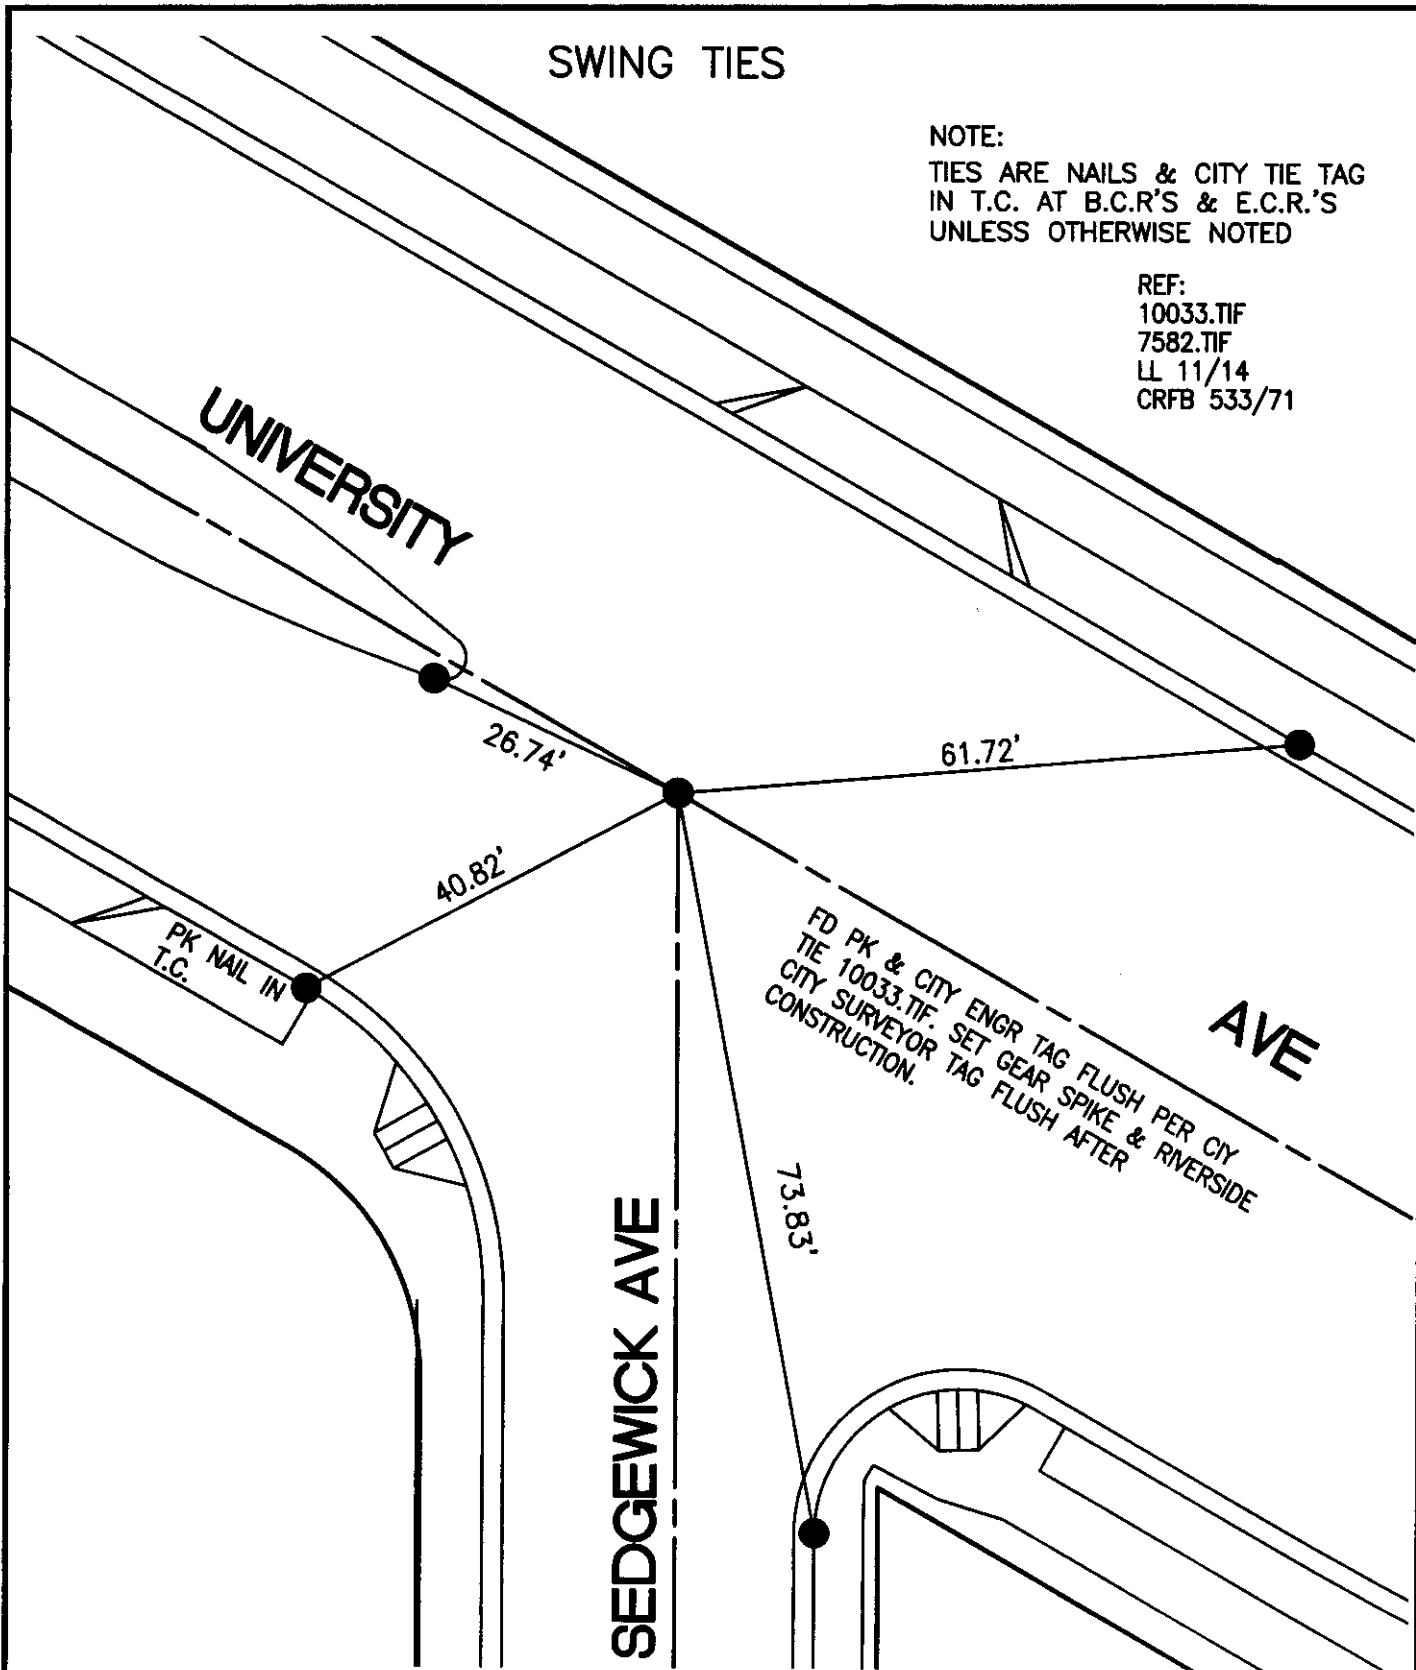 SWING TIES
NOTE:
TIES ARE NAILS & CITY TIE TAG
IN T.C. AT B.C.R'S & E.C.R.'S
UNLESS OTHERWISE NOTED
REF:
10033.TIF
7582.TIF
LL 11/14
CRFB 533/71
UNIVERSITY
26.74'
61.72'
40.82'
PK NAIL IN
T.C.
FD PK & CITY ENGR TAG FLUSH PER CIY
TIE 10033.TIF. SET GEAR SPIKE & RIVERSIDE
CITY SURVEYOR TAG FLUSH AFTER
CONSTRUCTION.
AVE
73.83'
SEDGEWICK AVE